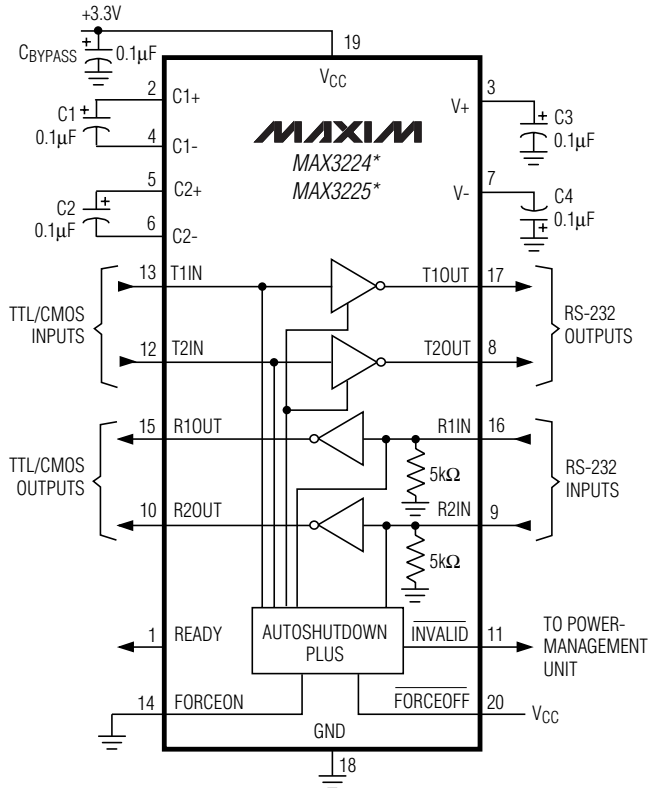 +3.3V
CBYPASS
+
0.1µF
19
VCC
2
C1+
C1
+
0.1µF
4
C1-
5
C2+
C2
+
0.1µF
6
C2-
3
V+
+
C3
0.1µF
7
V-
C4
0.1µF
+
MAXIM
MAX3224*
MAX3225*
13
T1IN
T1OUT
17
TTL/CMOS
INPUTS
RS-232
OUTPUTS
12
T2IN
T2OUT
8
15
R1OUT
R1IN
16
TTL/CMOS
OUTPUTS
5kΩ
RS-232
INPUTS
10
R2OUT
R2IN
9
5kΩ
1
READY
AUTOSHUTDOWN
PLUS
INVALID
11
TO POWER-
MANAGEMENT
UNIT
14
FORCEON
FORCEOFF
20
VCC
GND
18